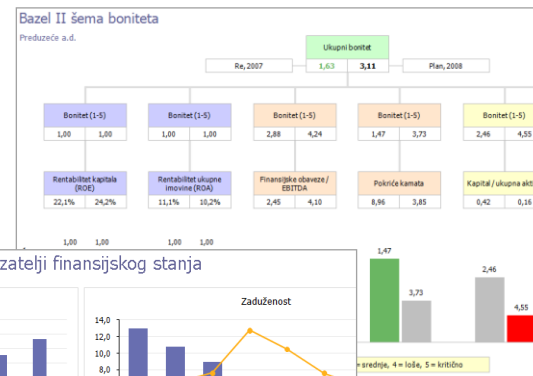 Bazel II šema boniteta
Preduzeće a.d.
Ukupni bonitet
Re, 2007 1,63 3,11 Plan, 2008
Bonitet (1-5) Bonitet (1-5) Bonitet (1-5) Bonitet (1-5) Bonitet (1-5)
1,00 1,00 1,00 1,00 2,88 4,24 1,47 3,73 2,46 4,55
Rentabilitet kapitala (ROE)
Rentabilitet ukupne imovine (ROA)
Finansijske obaveze / EBITDA
Pokriće kamata
Kapital / ukupna
22,1% 24,2% 11,1% 10,2% 2,45 4,10 8,96 3,85 0,42 0,16
1,00 1,00 1,00 1,00
1,47
3,73
2,46
4,55
= srednje, 4 = loše, 5 = kritično
finansijskog stanja
Zaduženost
14,0
12,0
10,0
8,0